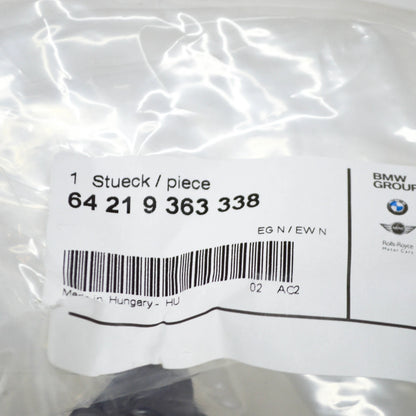 1 Stueck / piece
64 21 9 363 338
EG N / EW N
02 AC2
Made in Hungary - HU
BMW
GROUP
Rolls-Royce
Motor Cars